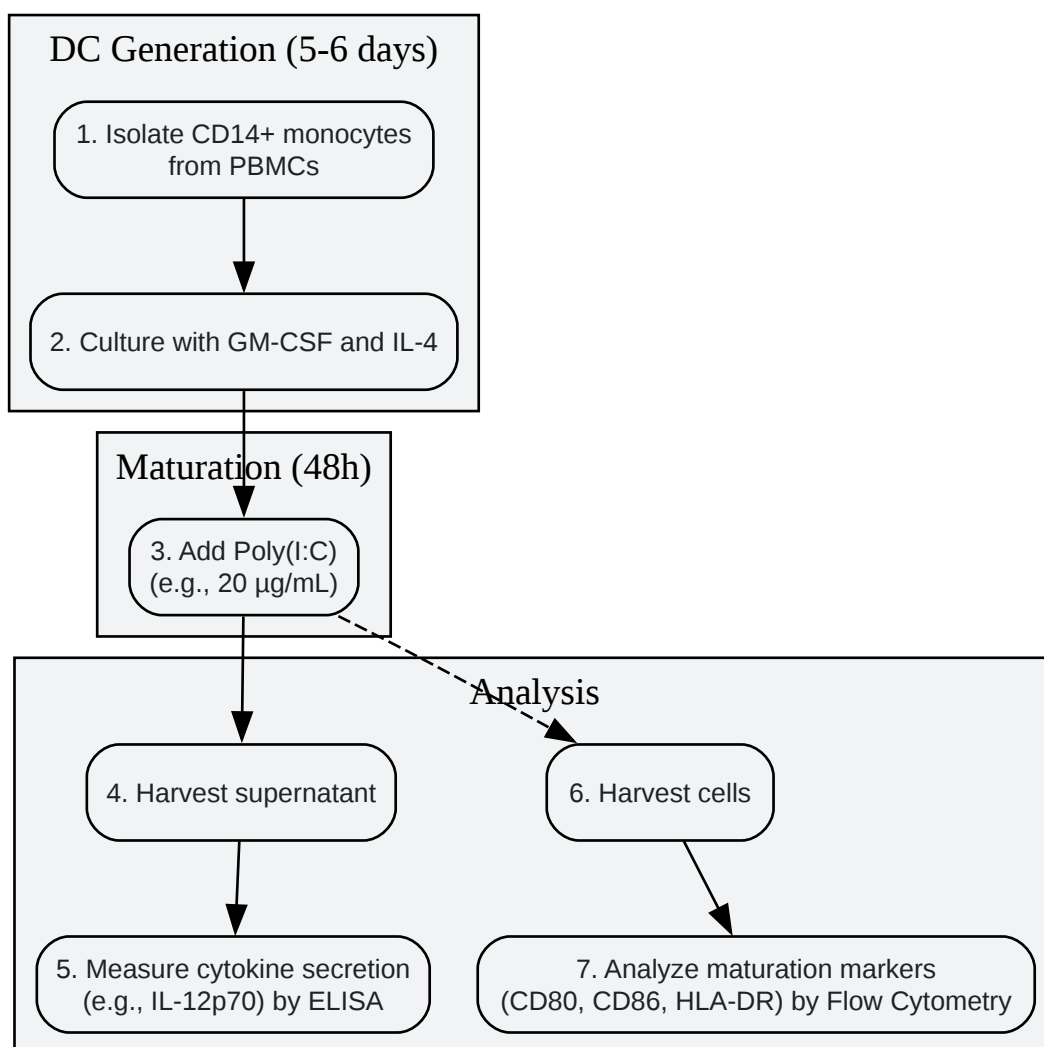 DC Generation (5-6 days)
1. Isolate CD14+ monocytes
from PBMCs
2. Culture with GM-CSF and IL-4
Maturation (48h)
3. Add Poly(I:C)
(e.g., 20 µg/mL)
Analysis
4. Harvest supernatant
6. Harvest cells
5. Measure cytokine secretion
(e.g., IL-12p70) by ELISA
7. Analyze maturation markers
(CD80, CD86, HLA-DR) by Flow Cytometry